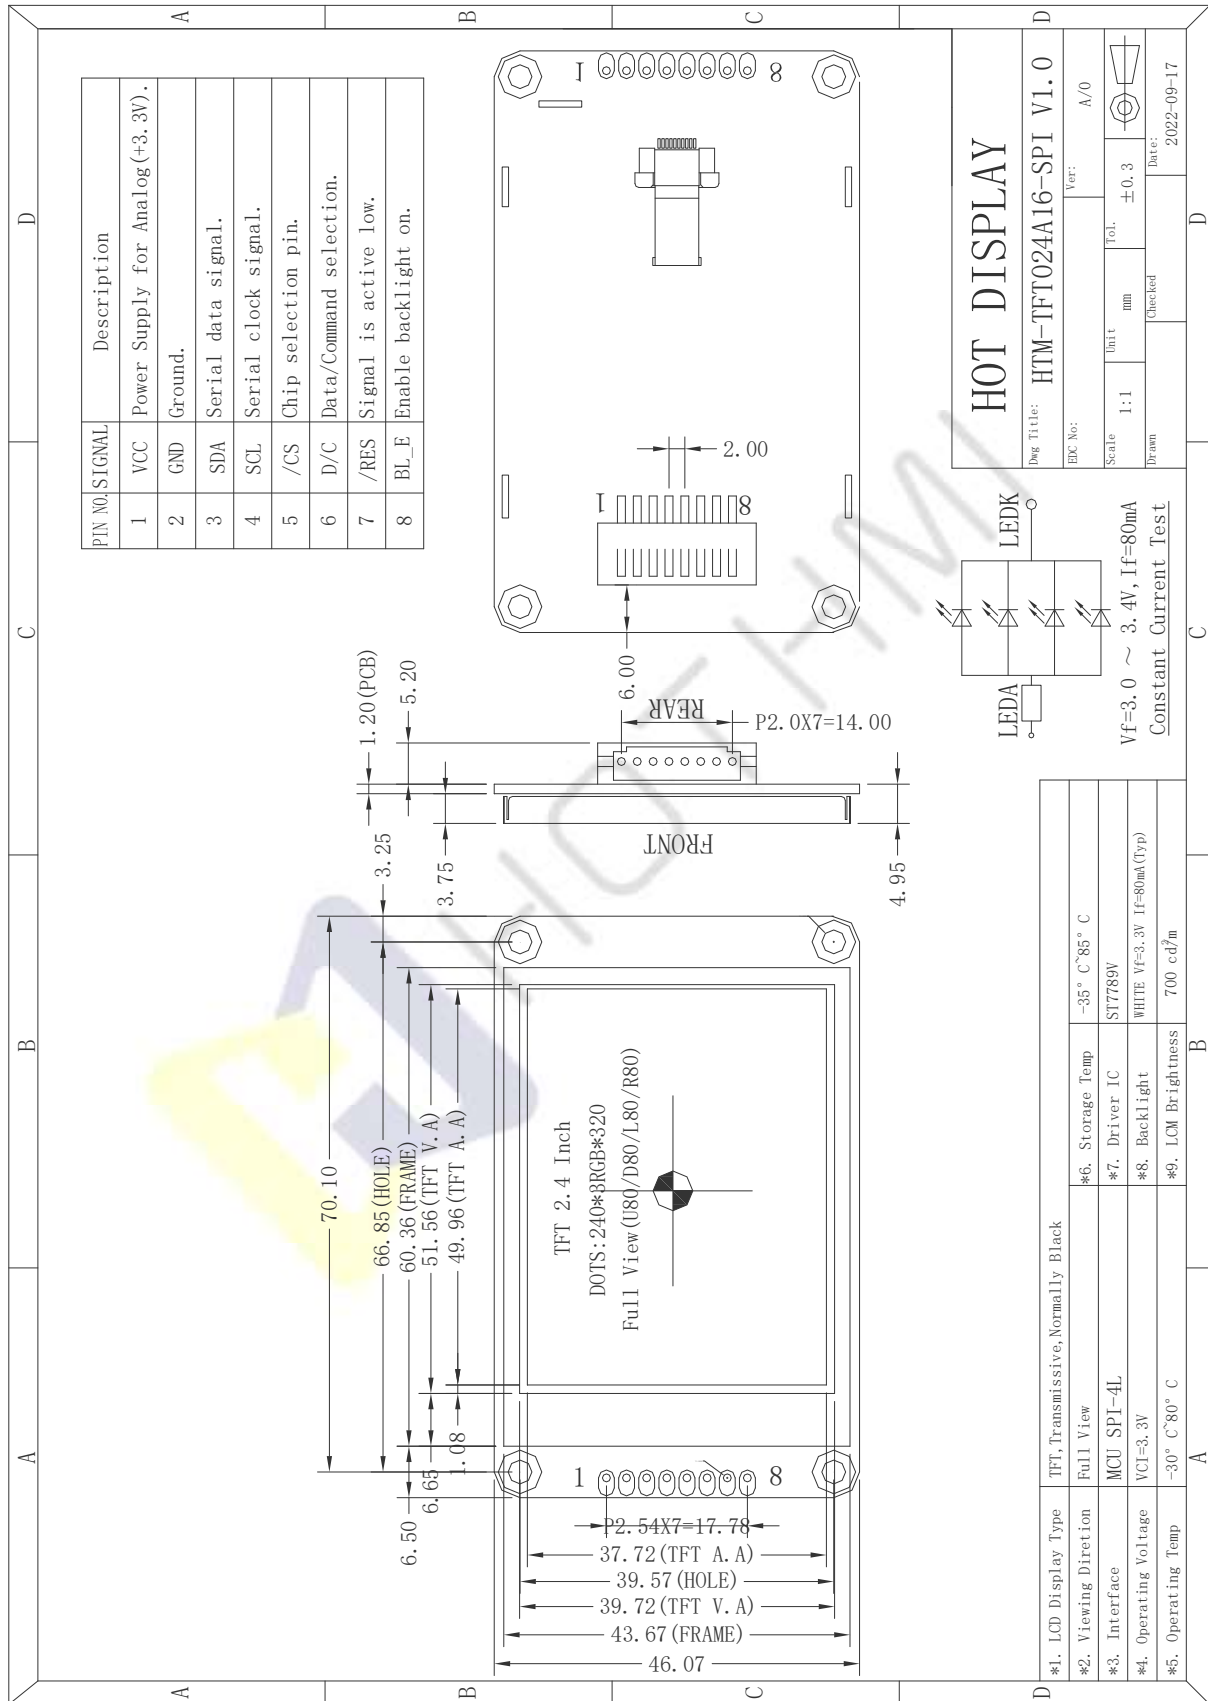 A
B
C
D
PIN NO. SIGNAL Description
1 VCC Power Supply for Analog(+3.3V).
2 GND Ground.
3 SDA Serial data signal.
4 SCL Serial clock signal.
5 /CS Chip selection pin.
6 D/C Data/Command selection.
7 /RES Signal is active low.
8 BL_E Enable backlight on.
70.10
66.85(HOLE)
60.36(FRAME)
51.56(TFT V.A)
49.96(TFT A.A)
3.25
6.50
6.65
1.08
1
8
P2.54X7=17.78
37.72(TFT A.A)
39.57(HOLE)
39.72(TFT V.A)
43.67(FRAME)
46.07
TFT 2.4 Inch
DOTS:240*3RGB*320
Full View(U80/D80/L80/R80)
1.20(PCB)
5.20
3.75
4.95
FRONT
REAR
P2.0X7=14.00
6.00
1
8
2.00
1
8
HOTHMI
LEDA
LEDK
Vf=3.0 ~ 3.4V, If=80mA
Constant Current Test
*1. LCD Display Type TFT,Transmissive,Normally Black
*2. Viewing Diretion Full View
*3. Interface MCU SPI-4L
*4. Operating Voltage VCI=3.3V
*5. Operating Temp -30° C~80° C
*6. Storage Temp -35° C~85° C
*7. Driver IC ST7789V
*8. Backlight WHITE Vf=3.3V If=80mA(Typ)
*9. LCM Brightness 700 cd/m²
HOT DISPLAY
Dwg Title: HTM-TFT024A16-SPI V1.0
EDC No: Ver: A/0
Scale 1:1 Unit mm Tol. ±0.3
Drawn Checked Date: 2022-09-17
A
B
C
D
A
B
C
D
A
D